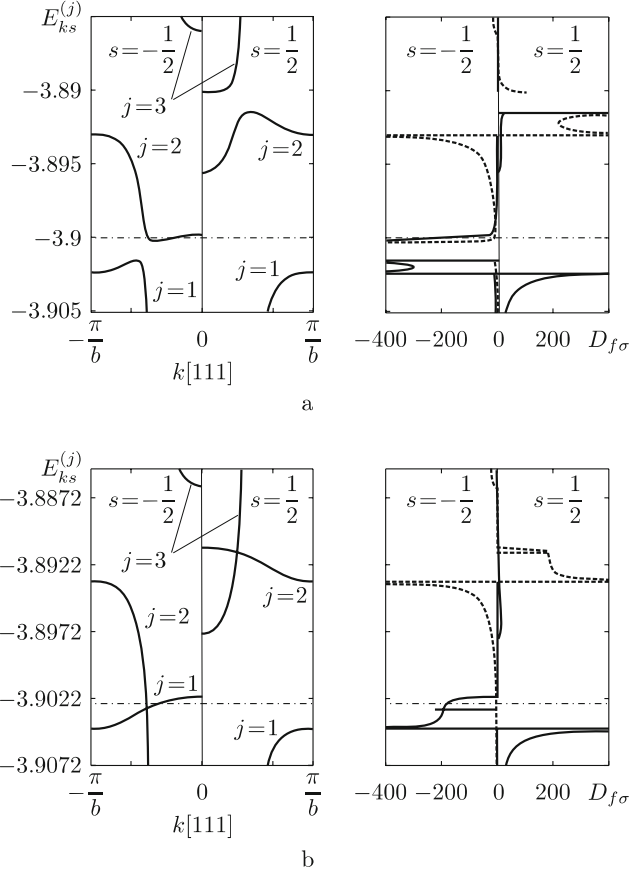 E_{ks}^{(j)}
s=-1/2
s=1/2
s=-1/2
s=1/2
-3.89
j=3
j=2
j=2
-3.895
-3.9
j=1
j=1
-3.905
-π/b
0
π/b
-400
-200
0
200
D_{fσ}
k[111]
a
E_{ks}^{(j)}
-3.8872
s=-1/2
s=1/2
s=-1/2
s=1/2
j=3
-3.8922
j=2
j=2
-3.8972
j=1
-3.9022
j=1
-3.9072
-π/b
0
π/b
-400
-200
0
200
D_{fσ}
k[111]
b